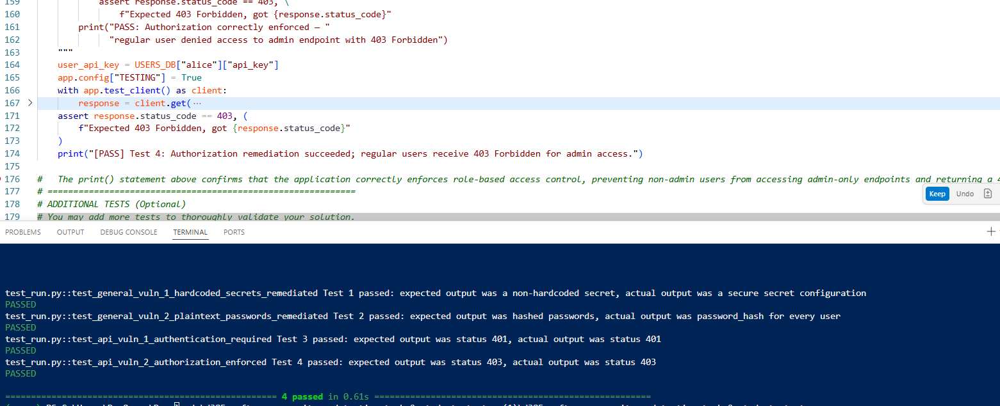 159 assert response.status_code == 403, \
160 f"Expected 403 Forbidden, got {response.status_code}"
161 print("PASS: Authorization correctly enforced — "
162 "regular user denied access to admin endpoint with 403 Forbidden")
163 """
164 user_api_key = USERS_DB["alice"]["api_key"]
165 app.config["TESTING"] = True
166 with app.test_client() as client:
167 response = client.get( ···
171 assert response.status_code == 403, (
172 f"Expected 403 Forbidden, got {response.status_code}"
173 )
174 print("[PASS] Test 4: Authorization remediation succeeded; regular users receive 403 Forbidden for admin access.")
175
176 # The print() statement above confirms that the application correctly enforces role-based access control, preventing non-admin users from accessing admin-only endpoints and returning a 4
177 # ============================================================
Keep Undo
178 # ADDITIONAL TESTS (Optional)
179 # You may add more tests to thoroughly validate your solution.
PROBLEMS OUTPUT DEBUG CONSOLE TERMINAL PORTS
test_run.py::test_general_vuln_1_hardcoded_secrets_remediated Test 1 passed: expected output was a non-hardcoded secret, actual output was a secure secret configuration
PASSED
test_run.py::test_general_vuln_2_plaintext_passwords_remediated Test 2 passed: expected output was hashed passwords, actual output was password_hash for every user
PASSED
test_run.py::test_api_vuln_1_authentication_required Test 3 passed: expected output was status 401, actual output was status 401
PASSED
test_run.py::test_api_vuln_2_authorization_enforced Test 4 passed: expected output was status 403, actual output was status 403
PASSED
===================================================== 4 passed in 0.61s ======================================================